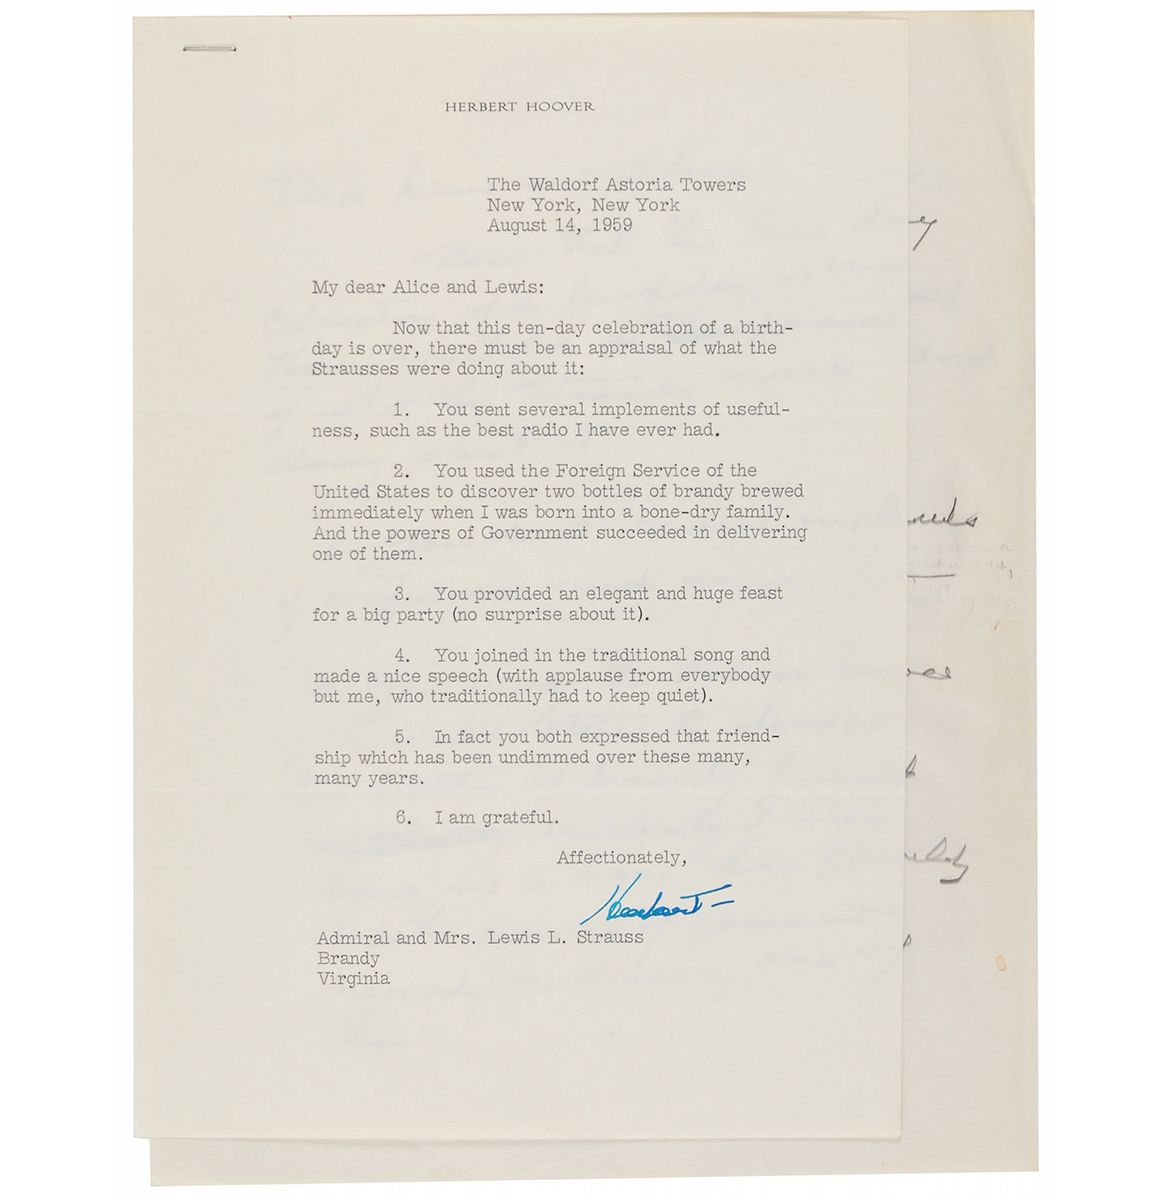 HERBERT HOOVER
The Waldorf Astoria Towers
New York, New York
August 14, 1959
My dear Alice and Lewis:
Now that this ten-day celebration of a birth-
day is over, there must be an appraisal of what the
Strausses were doing about it:
1. You sent several implements of useful-
ness, such as the best radio I have ever had.
2. You used the Foreign Service of the
United States to discover two bottles of brandy brewed
immediately when I was born into a bone-dry family.
And the powers of Government succeeded in delivering
one of them.
3. You provided an elegant and huge feast
for a big party (no surprise about it).
4. You joined in the traditional song and
made a nice speech (with applause from everybody
but me, who traditionally had to keep quiet).
5. In fact you both expressed that friend-
ship which has been undimmed over these many,
many years.
6. I am grateful.
Affectionately,
Herbert -
Admiral and Mrs. Lewis L. Strauss
Brandy
Virginia